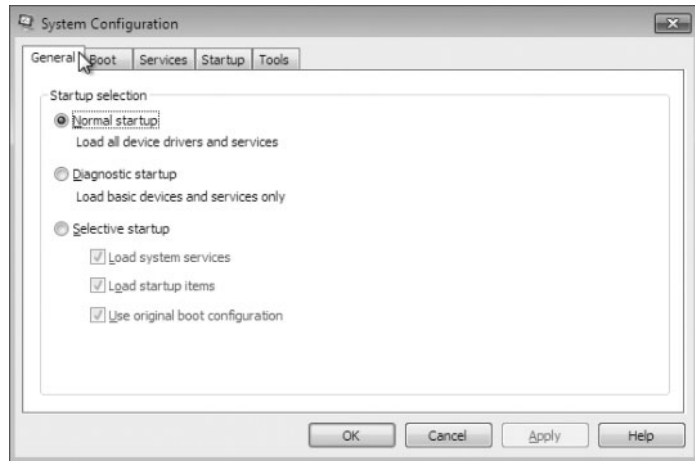 System Configuration
General Boot Services Startup Tools
Startup selection
Normal startup
Load all device drivers and services
Diagnostic startup
Load basic devices and services only
Selective startup
Load system services
Load startup items
Use original boot configuration
OK Cancel Apply Help